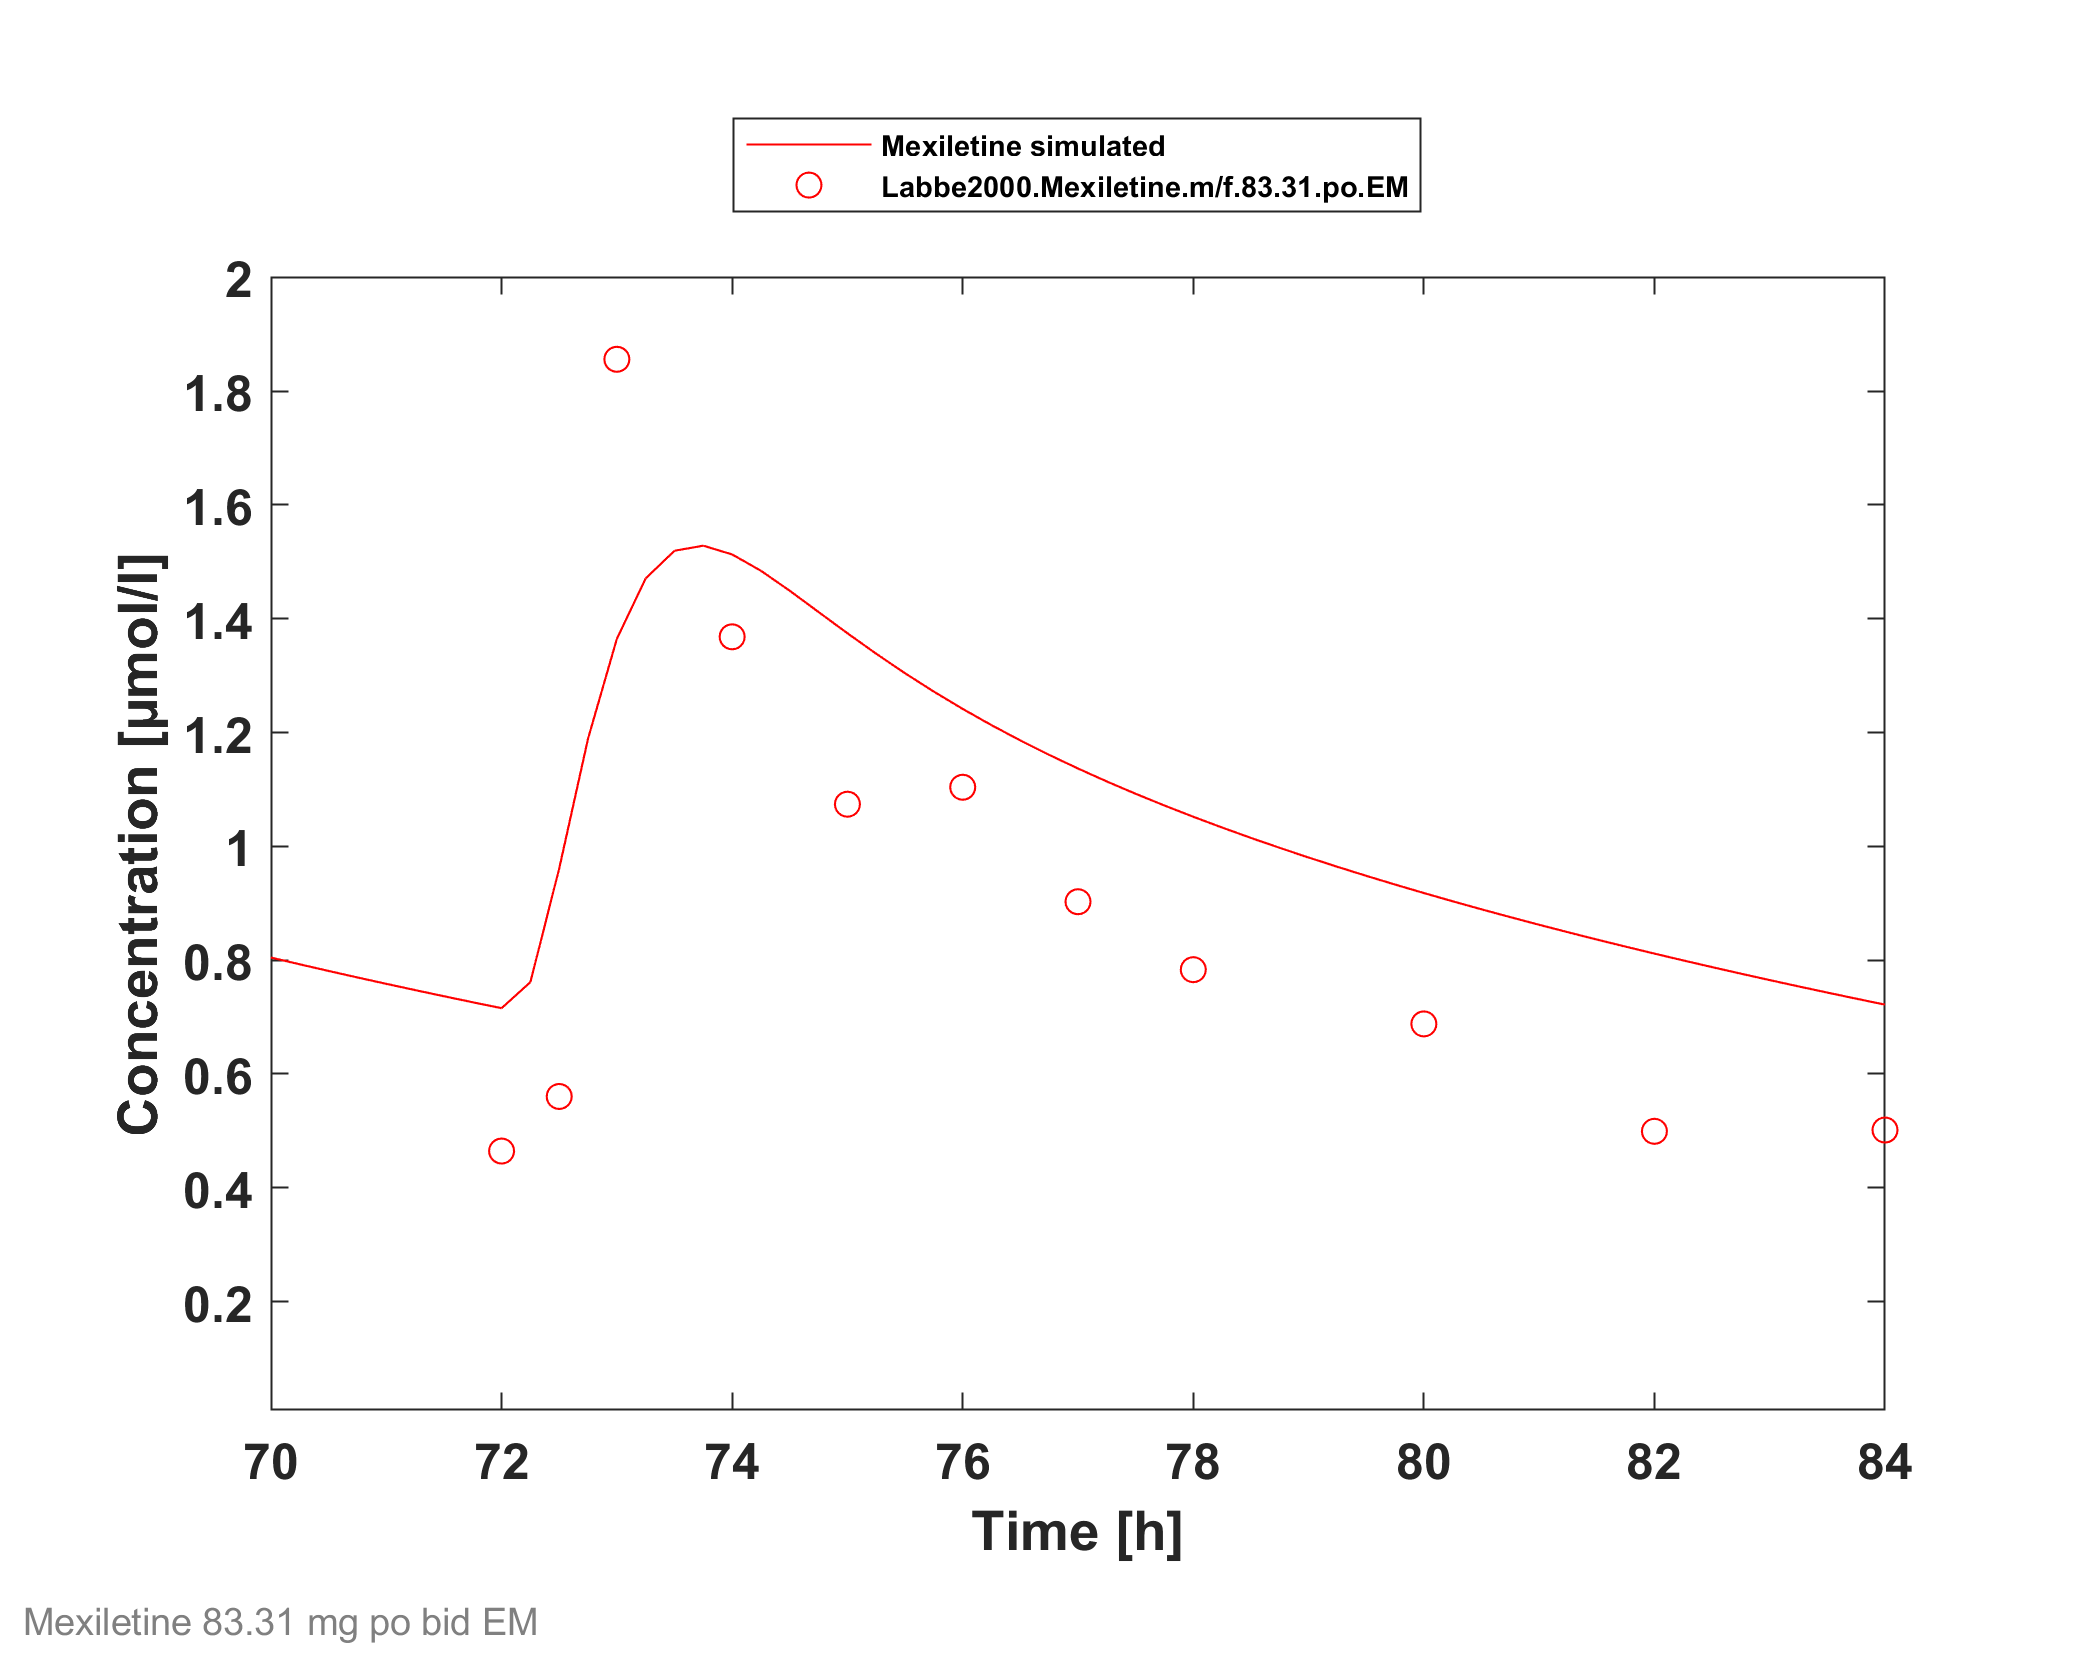 Mexiletine simulated
Labbe2000.Mexiletine.m/f.83.31.po.EM
2
1.8
1.6
1.4
1.2
1
0.8
0.6
0.4
0.2
Concentration [µmol/l]
70 72 74 76 78 80 82 84
Time [h]
Mexiletine 83.31 mg po bid EM